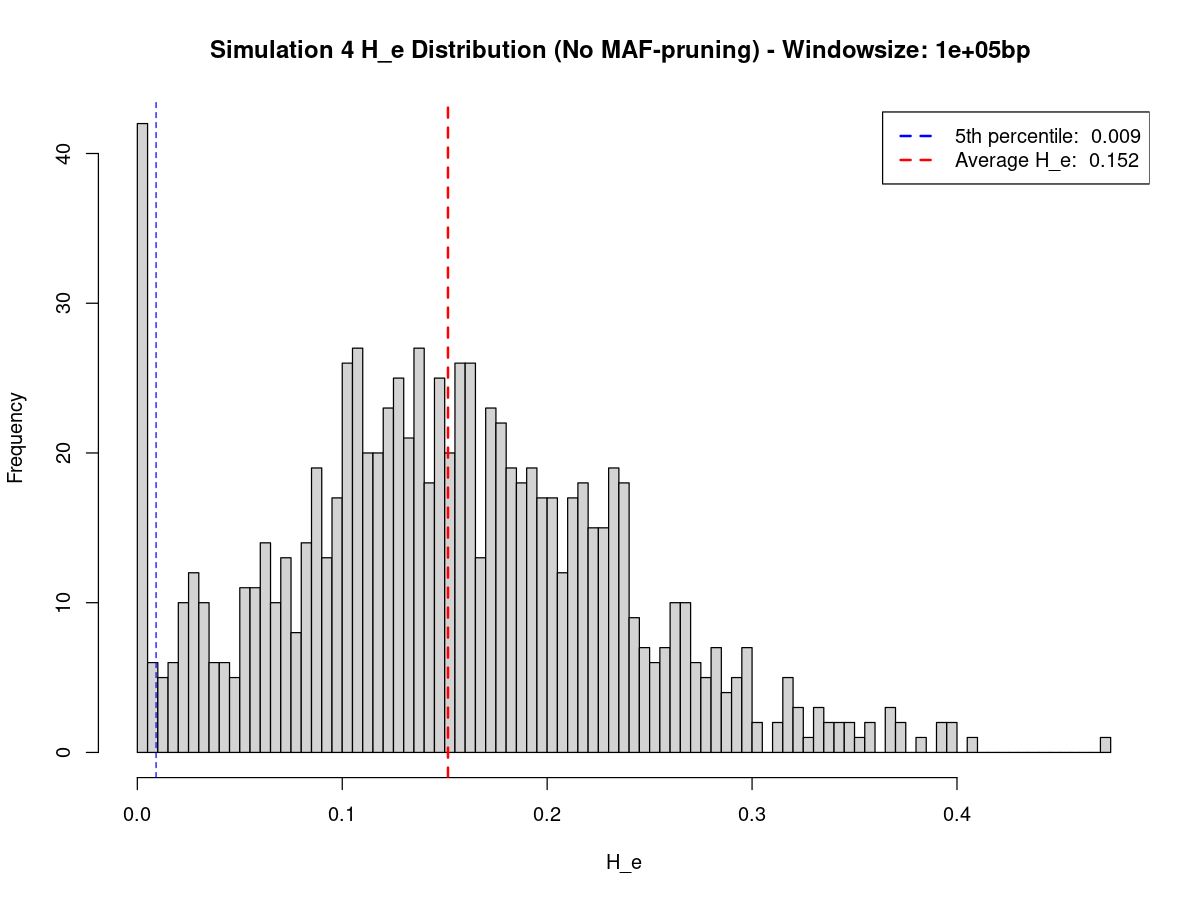 Simulation 4 H_e Distribution (No MAF-pruning) - Windowsize: 1e+05bp
5th percentile:  0.009
Average H_e:  0.152
Frequency
40
30
20
10
0
0.0 0.1 0.2 0.3 0.4
H_e